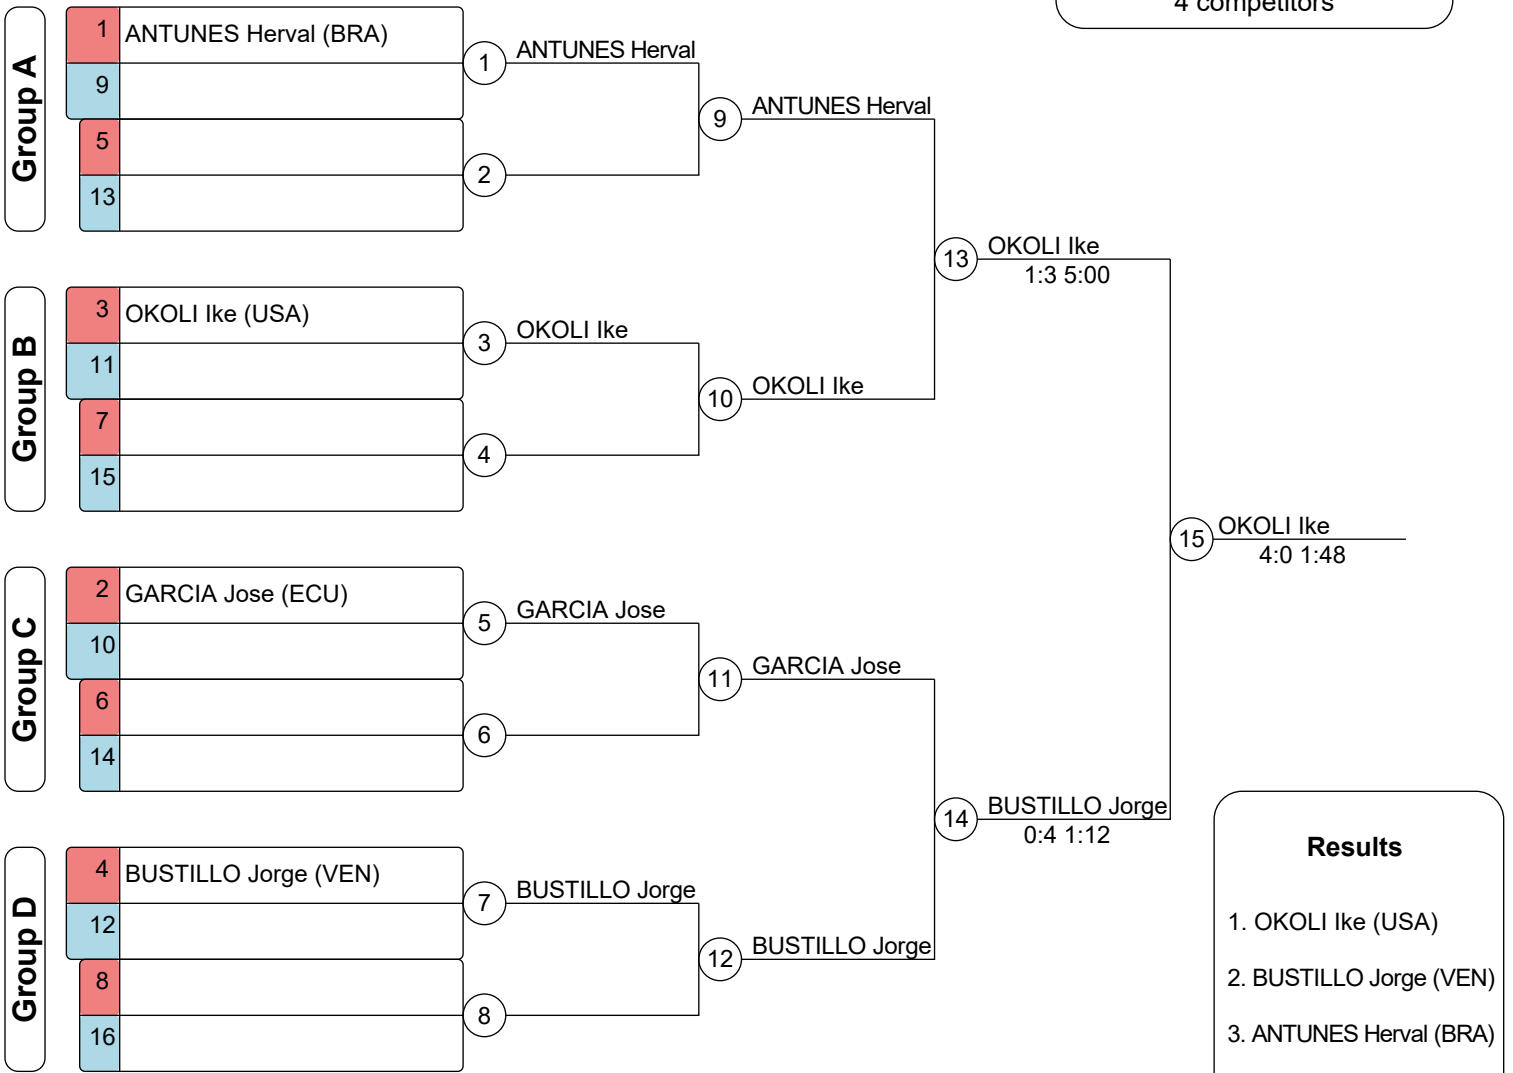 4 competitors
Group A
1 ANTUNES Herval (BRA)
9
5
13
1 ANTUNES Herval
2
9 ANTUNES Herval
Group B
3 OKOLI Ike (USA)
11
7
15
3 OKOLI Ike
4
10 OKOLI Ike
13 OKOLI Ike
1:3 5:00
Group C
2 GARCIA Jose (ECU)
10
6
14
5 GARCIA Jose
6
11 GARCIA Jose
Group D
4 BUSTILLO Jorge (VEN)
12
8
16
7 BUSTILLO Jorge
8
12 BUSTILLO Jorge
14 BUSTILLO Jorge
0:4 1:12
15 OKOLI Ike
4:0 1:48
Results
1. OKOLI Ike (USA)
2. BUSTILLO Jorge (VEN)
3. ANTUNES Herval (BRA)